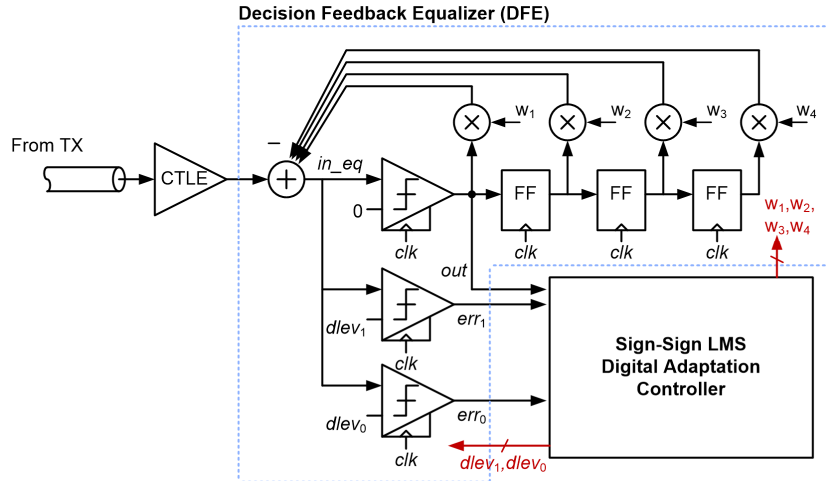 Decision Feedback Equalizer (DFE)
w1
w2
w3
w4
−
From TX
CTLE
in_eq
0
FF
FF
FF
clk
clk
clk
clk
w1,w2,
w3,w4
out
dlev1
err1
clk
Sign-Sign LMS
Digital Adaptation
Controller
dlev0
err0
clk
dlev1,dlev0